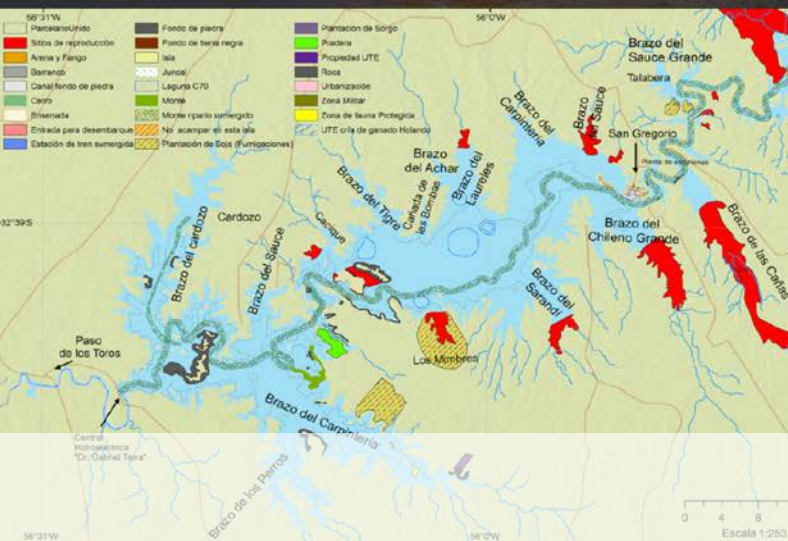 56°31'W
56°0'W
ParcelarioUnido
Sitios de reproducción
Arena y Fango
Barranco
Canal fondo de piedra
Cerro
Ensenada
Entrada para desembarque
Estación de tren sumergida
Fondo de piedra
Fondo de tierra negra
Isla
Juncal
Laguna C70
Monte
Monte ripario sumergido
No acampar en esta isla
Plantación de Soja (Fumigaciones)
Plantación de Sorgo
Pradera
Propiedad UTE
Roca
Urbanización
Zona Militar
Zona de fauna Protegida
UTE cría de ganado Holando
Brazo del
Sauce Grande
Talabera
Brazo del
Carpintería
Brazo
del Sauce
San Gregorio
Planta de esturiones
Brazo
del Achar
Brazo del
Laureles
Cañada de
las Bombas
Brazo del Tigre
Cacique
32°39'S
Cardozo
Brazo del cardozo
Brazo del Sauce
Brazo del
Chileno Grande
Brazo de las Cañas
Brazo del
Sarandí
Los Mimbres
Paso
de los Toros
Brazo del Carpintería
Central
Hidroeléctrica
"Dr. Gabriel Terra"
Brazo de los Perros
56°31'W
56°0'W
0 4 8
Escala 1:253